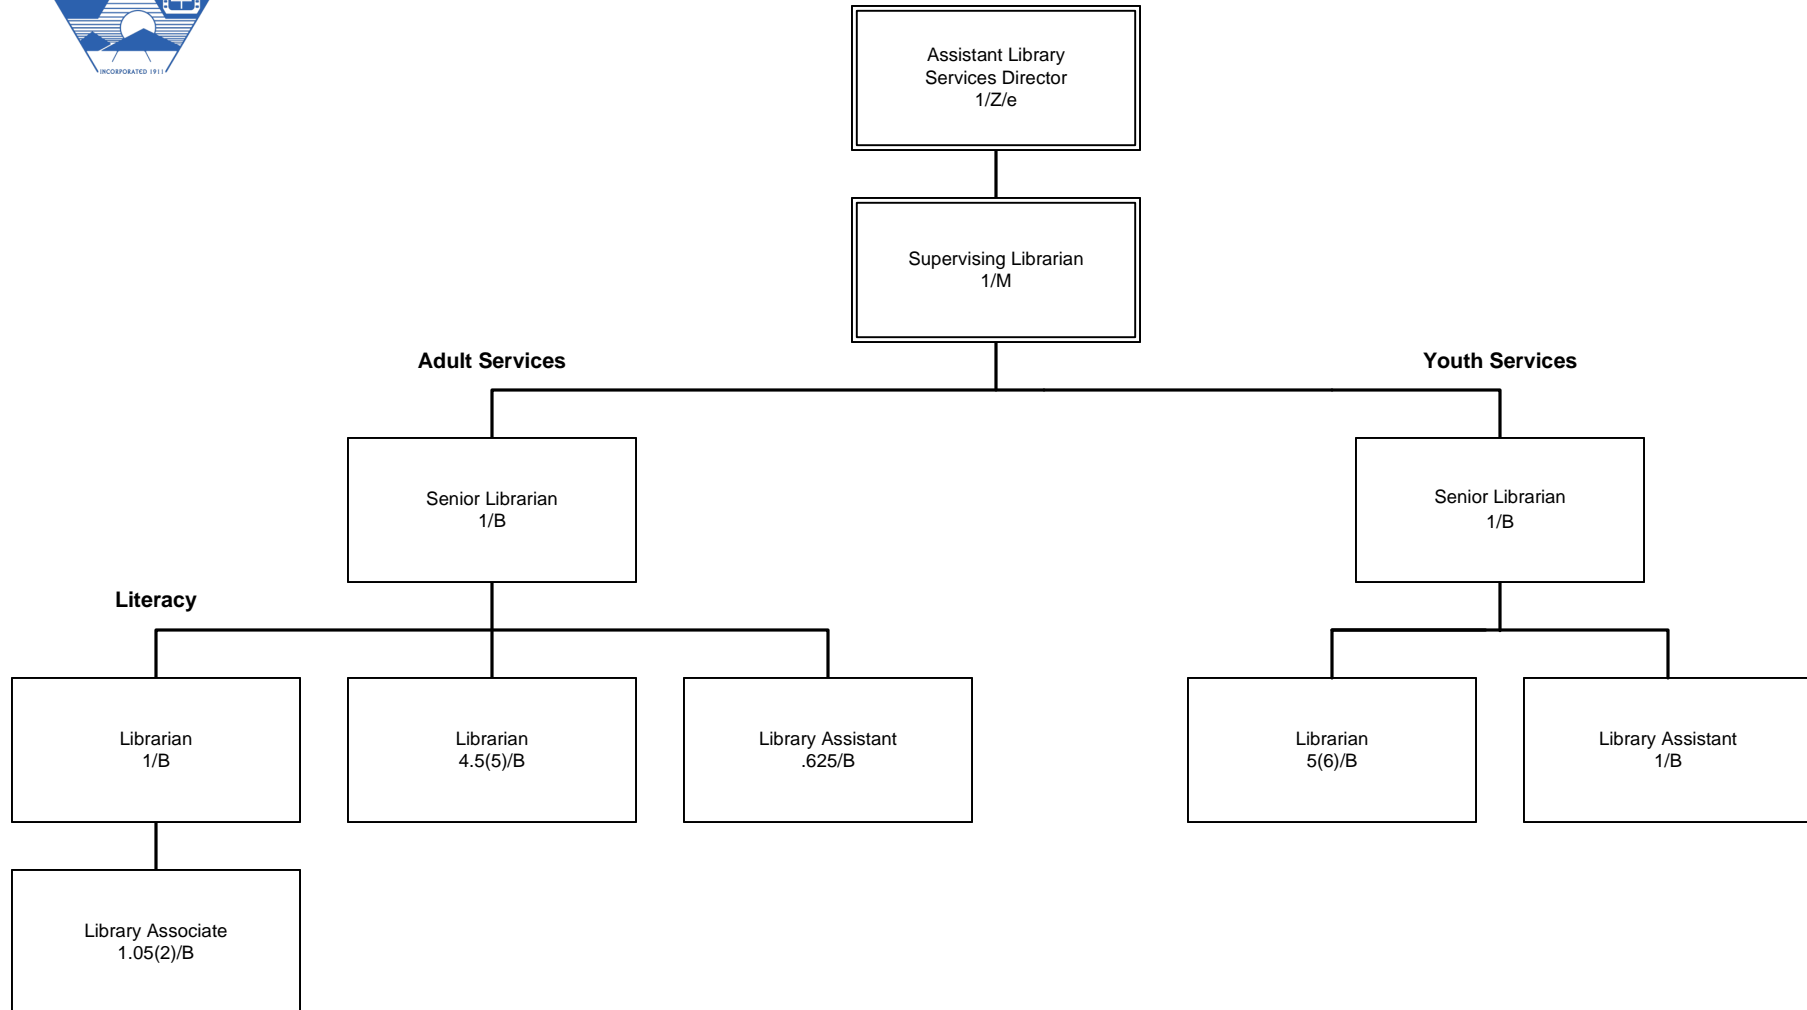 INCORPORATED 1911
Assistant Library
Services Director
1/Z/e
Supervising Librarian
1/M
Adult Services
Youth Services
Senior Librarian
1/B
Senior Librarian
1/B
Literacy
Librarian
1/B
Librarian
4.5(5)/B
Library Assistant
.625/B
Librarian
5(6)/B
Library Assistant
1/B
Library Associate
1.05(2)/B